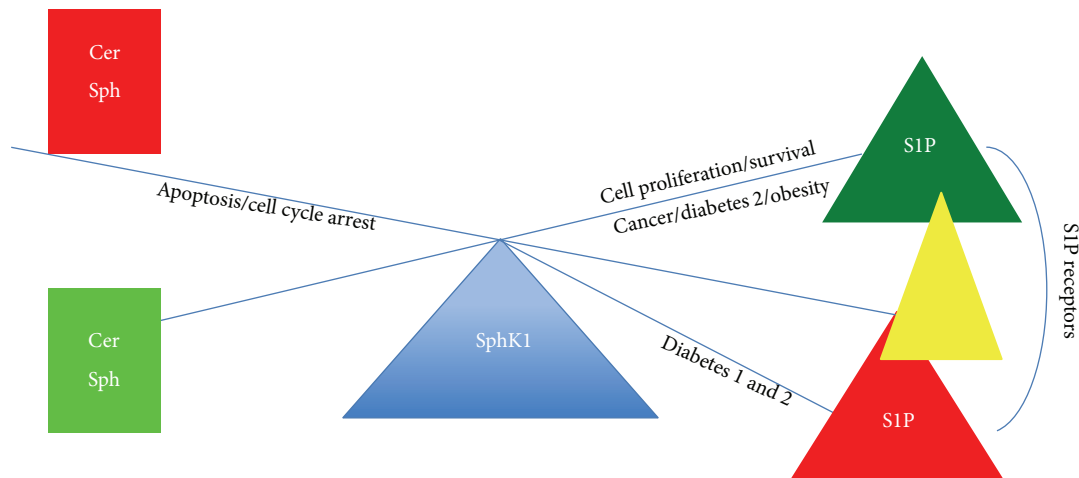 Cer
Sph
Apoptosis/cell cycle arrest
Cell proliferation/survival
Cancer/diabetes 2/obesity
S1P
S1P receptors
Cer
Sph
SphK1
Diabetes 1 and 2
S1P